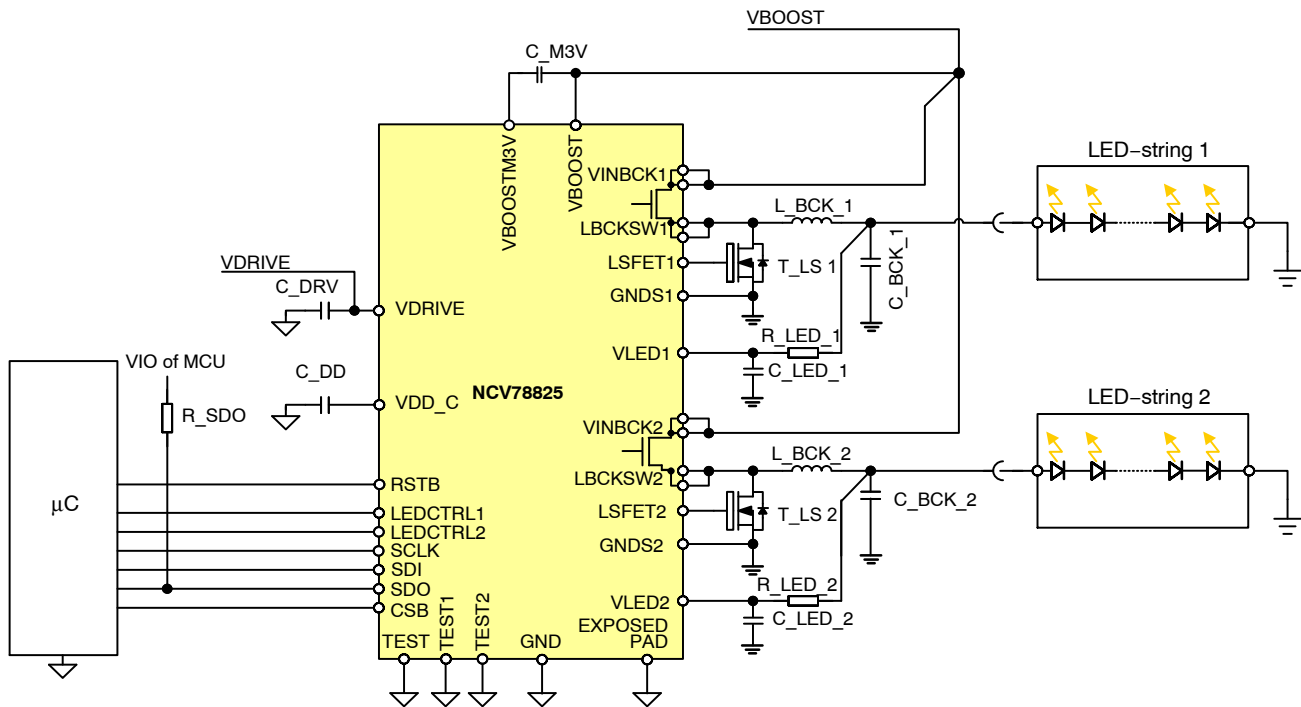 VBOOST
C_M3V
VBOOSTM3V
VBOOST
VINBCK1
LBCKSW1
L_BCK_1
LED−string 1
LSFET1
T_LS 1
C_BCK_1
VDRIVE
C_DRV
GNDS1
VDRIVE
R_LED_1
VLED1
C_LED_1
VIO of MCU
C_DD
NCV78825
VDD_C
R_SDO
LED−string 2
VINBCK2
L_BCK_2
LBCKSW2
RSTB
µC
LEDCTRL1
LSFET2
T_LS 2
C_BCK_2
LEDCTRL2
SCLK
GNDS2
SDI
SDO
R_LED_2
CSB
VLED2
C_LED_2
TEST
TEST1
TEST2
GND
EXPOSED
PAD